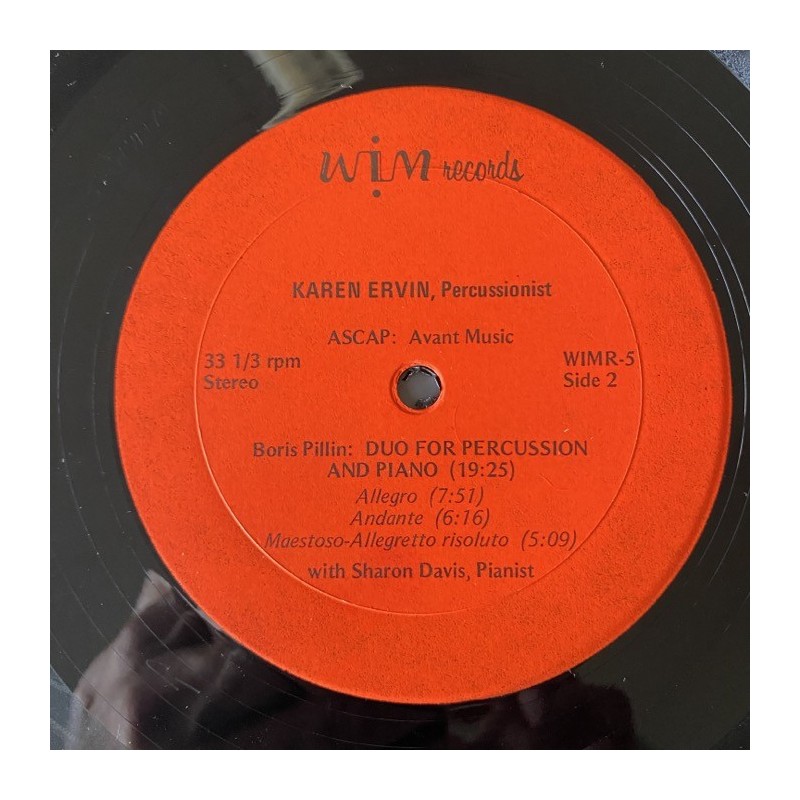 wim records
KAREN ERVIN, Percussionist
ASCAP: Avant Music
33 1/3 rpm
Stereo
WIMR-5
Side 2
Boris Pillin: DUO FOR PERCUSSION
AND PIANO (19:25)
Allegro (7:51)
Andante (6:16)
Maestoso-Allegretto risoluto (5:09)
with Sharon Davis, Pianist